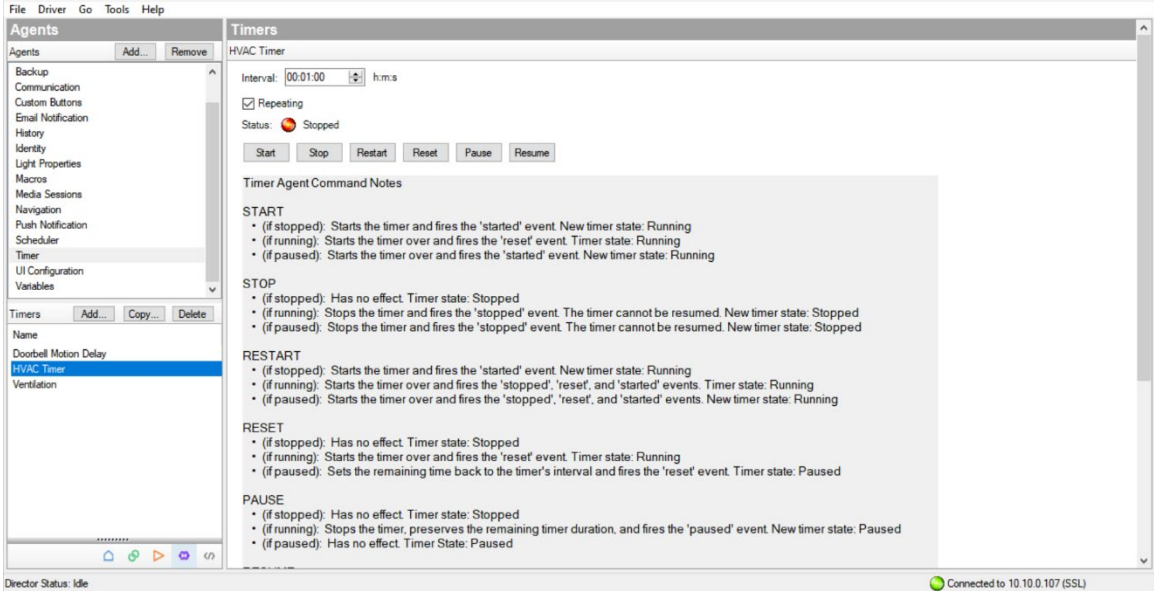 File Driver Go Tools Help
Agents
Agents Add... Remove
Backup
Communication
Custom Buttons
Email Notification
History
Identity
Light Properties
Macros
Media Sessions
Navigation
Push Notification
Scheduler
Timer
UI Configuration
Variables
Timers Add... Copy... Delete
Name
Doorbell Motion Delay
HVAC Timer
Ventilation
Timers
HVAC Timer
Interval: 00:01:00 h:m:s
Repeating
Status: Stopped
Start Stop Restart Reset Pause Resume
Timer Agent Command Notes
START
• (if stopped): Starts the timer and fires the 'started' event. New timer state: Running
• (if running): Starts the timer over and fires the 'reset' event. Timer state: Running
• (if paused): Starts the timer over and fires the 'started' event. New timer state: Running
STOP
• (if stopped): Has no effect. Timer state: Stopped
• (if running): Stops the timer and fires the 'stopped' event. The timer cannot be resumed. New timer state: Stopped
• (if paused): Stops the timer and fires the 'stopped' event. The timer cannot be resumed. New timer state: Stopped
RESTART
• (if stopped): Starts the timer and fires the 'started' event. New timer state: Running
• (if running): Starts the timer over and fires the 'stopped', 'reset', and 'started' events. Timer state: Running
• (if paused): Starts the timer over and fires the 'stopped', 'reset', and 'started' events. New timer state: Running
RESET
• (if stopped): Has no effect. Timer state: Stopped
• (if running): Starts the timer over and fires the 'reset' event. Timer state: Running
• (if paused): Sets the remaining time back to the timer's interval and fires the 'reset' event. Timer state: Paused
PAUSE
• (if stopped): Has no effect. Timer state: Stopped
• (if running): Stops the timer, preserves the remaining timer duration, and fires the 'paused' event. New timer state: Paused
• (if paused): Has no effect. Timer State: Paused
Director Status: Idle
Connected to 10.10.0.107 (SSL)